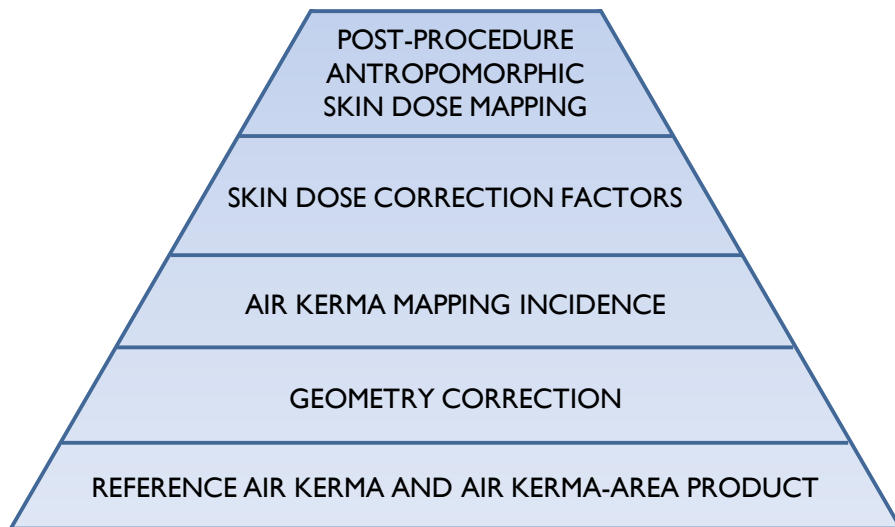 POST-PROCEDURE
ANTROPOMORPHIC
SKIN DOSE MAPPING
SKIN DOSE CORRECTION FACTORS
AIR KERMA MAPPING INCIDENCE
GEOMETRY CORRECTION
REFERENCE AIR KERMA AND AIR KERMA-AREA PRODUCT